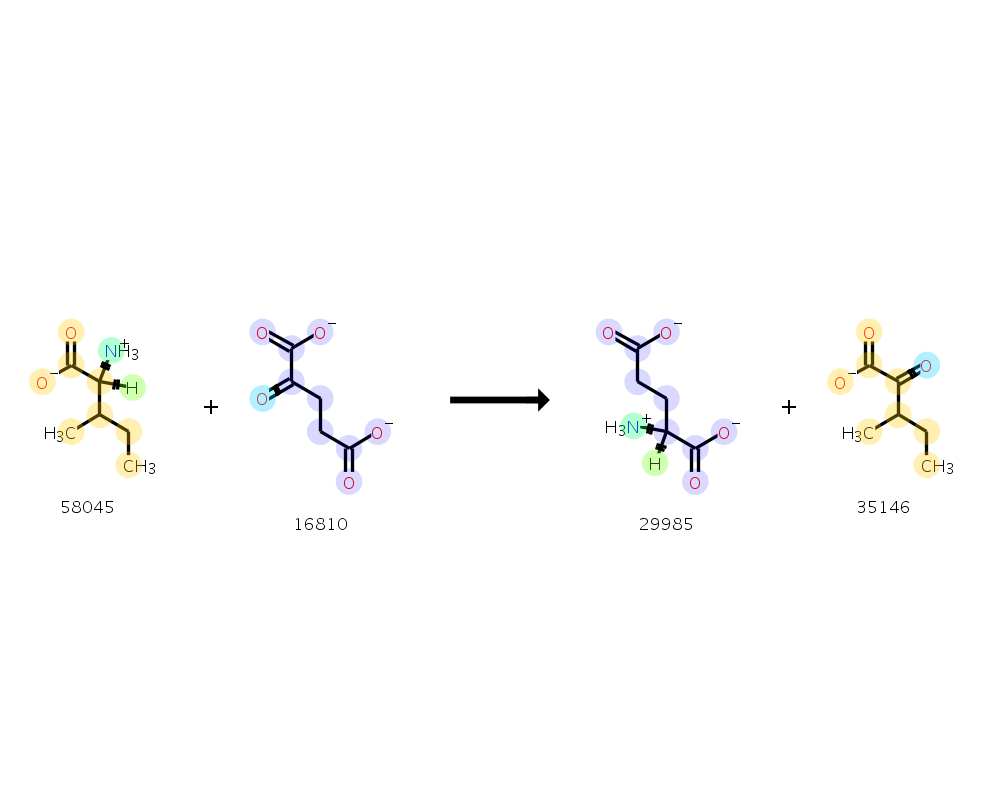 O O O − O −
NH3 +
O − H O
H3C O −
CH3 O
58045 + 16810
O O −
H3N + O −
H O
29985 +
O
O − O
H3C
CH3
35146